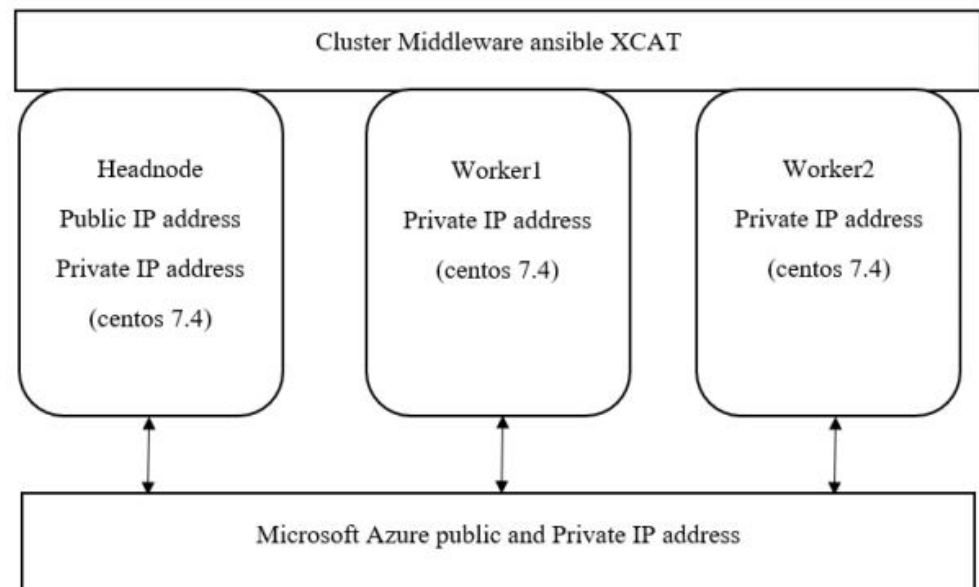 Cluster Middleware ansible XCAT
Headnode
Public IP address
Private IP address
(centos 7.4)
Worker1
Private IP address
(centos 7.4)
Worker2
Private IP address
(centos 7.4)
Microsoft Azure public and Private IP address